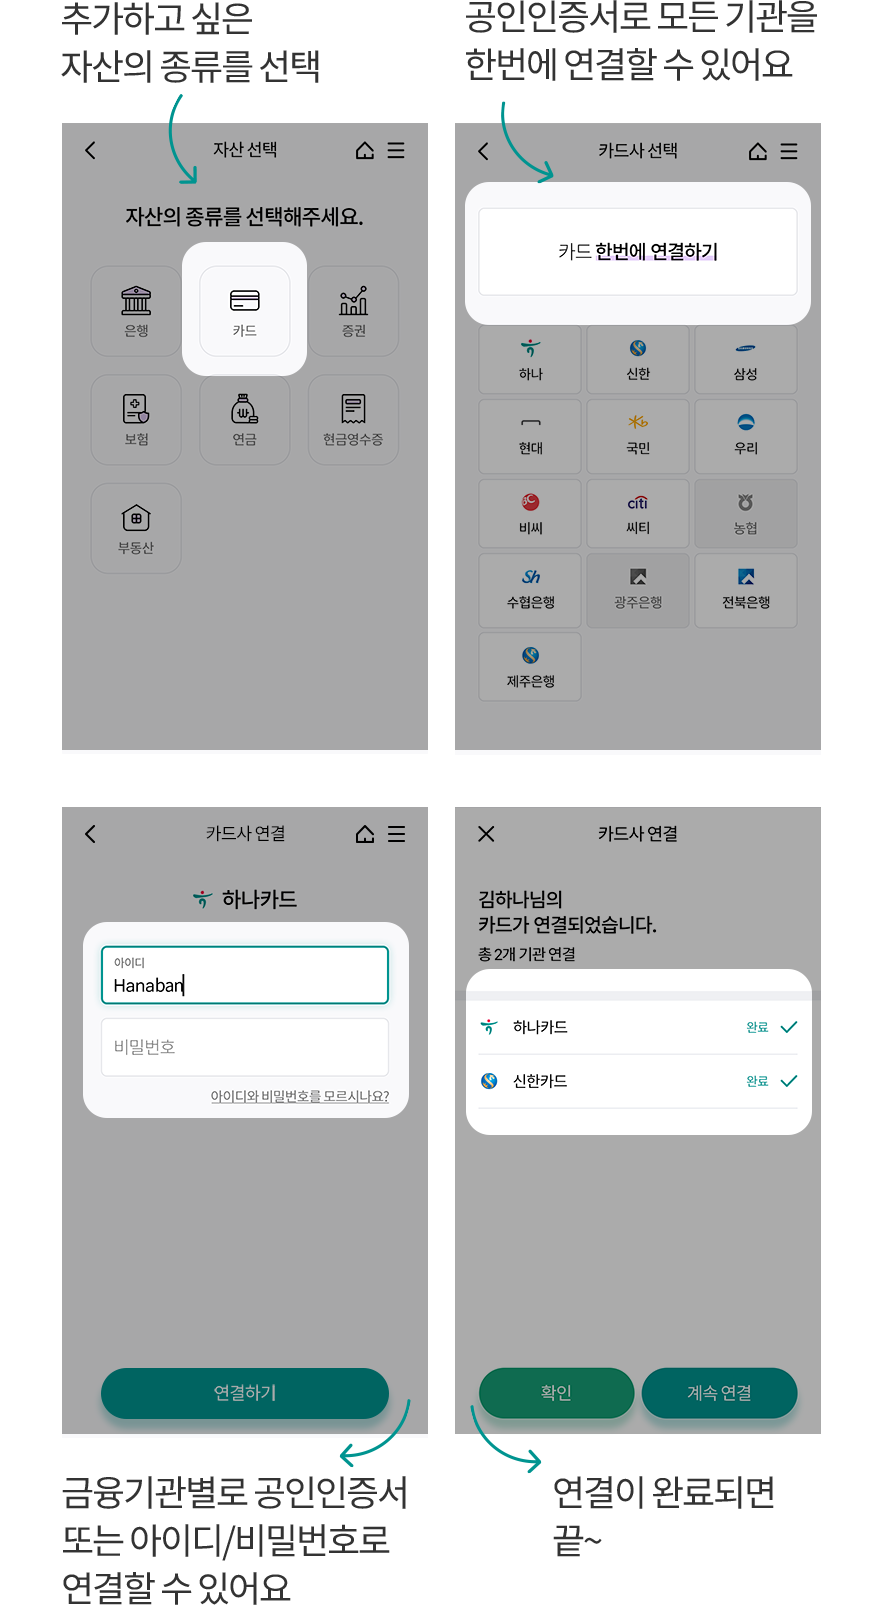 추가하고 싶은
자산의 종류를 선택
공인인증서로 모든 기관을
한번에 연결할 수 있어요
자산 선택
자산의 종류를 선택해주세요.
은행
카드
증권
보험
연금
현금영수증
부동산
카드사 선택
카드 한번에 연결하기
하나
신한
SAMSUNG
삼성
현대
국민
우리
비씨
citi
씨티
농협
Sh
수협은행
광주은행
전북은행
제주은행
카드사 연결
하나카드
아이디
Hanaban
비밀번호
아이디와 비밀번호를 모르시나요?
연결하기
카드사 연결
김하나님의
카드가 연결되었습니다.
총 2개 기관 연결
하나카드 완료
신한카드 완료
확인
계속 연결
금융기관별로 공인인증서
또는 아이디/비밀번호로
연결할 수 있어요
연결이 완료되면
끝~